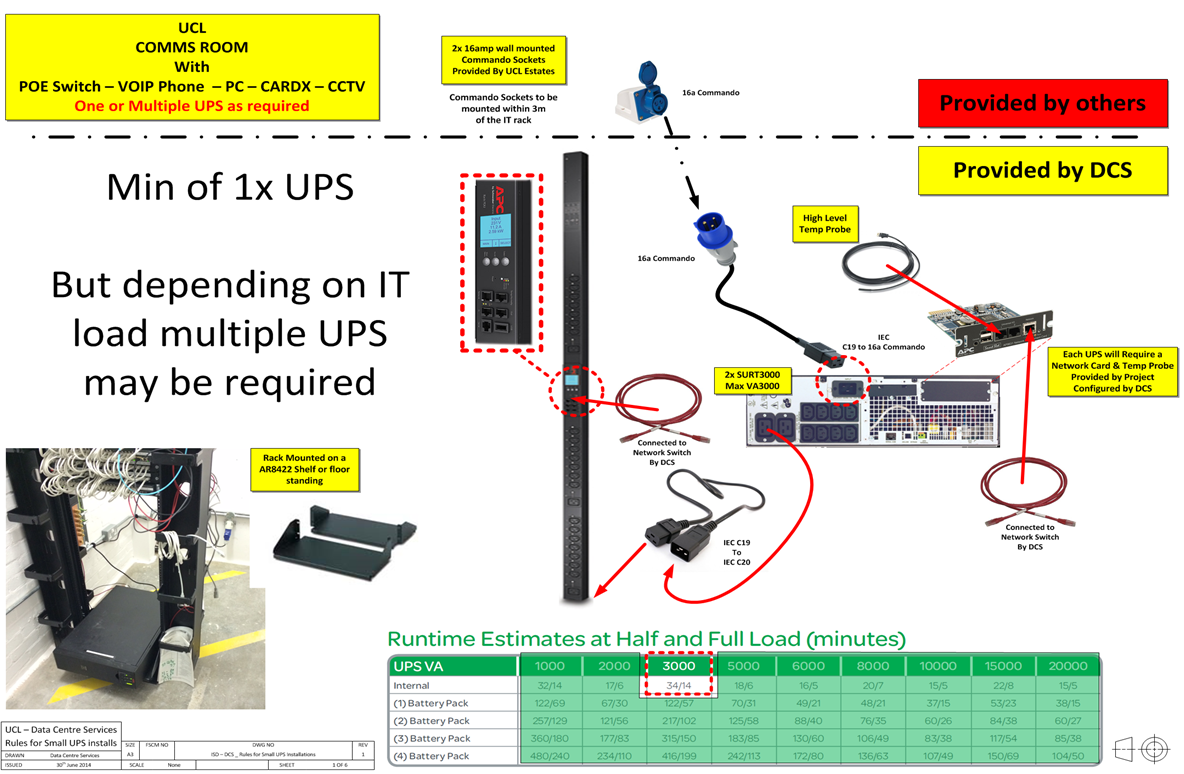 UCL
COMMS ROOM
With
POE Switch – VOIP Phone – PC – CARDX – CCTV
One or Multiple UPS as required
2x 16amp wall mounted
Commando Sockets
Provided By UCL Estates
Commando Sockets to be
mounted within 3m
of the IT rack
16a Commando
Provided by others
Provided by DCS
Min of 1x UPS
But depending on IT
load multiple UPS
may be required
APC
16a Commando
High Level
Temp Probe
IEC
C19 to 16a Commando
APC
Each UPS will Require a
Network Card & Temp Probe
Provided by Project
Configured by DCS
2x SURT3000
Max VA3000
Connected to
Network Switch
By DCS
Rack Mounted on a
AR8422 Shelf or floor
standing
IEC C19
To
IEC C20
Connected to
Network Switch
By DCS
Runtime Estimates at Half and Full Load (minutes)
UPS VA 1000 2000 3000 5000 6000 8000 10000 15000 20000
Internal 32/14 17/6 34/14 18/6 16/5 20/7 15/5 22/8 15/5
(1) Battery Pack 122/69 67/30 122/57 70/31 49/21 48/21 37/15 53/23 38/15
(2) Battery Pack 257/129 121/56 217/102 125/58 88/40 76/35 60/26 84/38 60/27
(3) Battery Pack 360/180 177/83 315/150 183/85 130/60 106/49 83/38 117/54 85/38
(4) Battery Pack 480/240 234/110 416/199 242/113 172/80 136/63 107/49 150/69 104/50
UCL – Data Centre Services
Rules for Small UPS installs
DRAWN Data Centre Services
ISSUED 30th June 2014
SIZE FSCM NO DWG NO REV
A3 ISD – DCS _ Rules for Small UPS Installations 1
SCALE None SHEET 1 OF 6